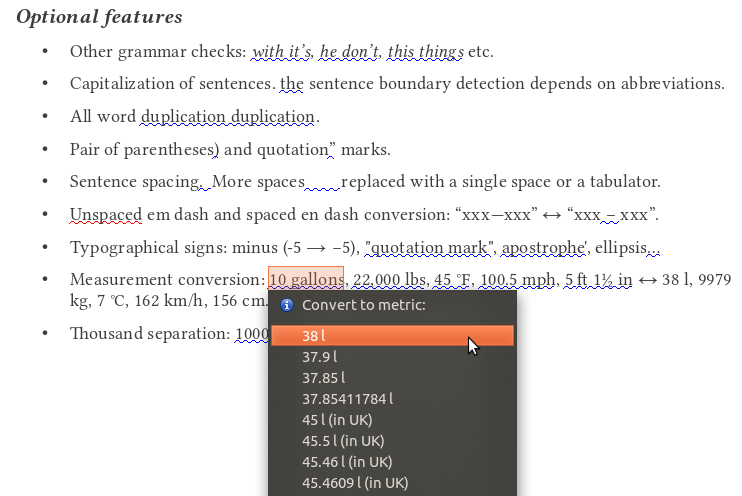 Optional features
• Other grammar checks: with it’s, he don’t, this things etc.
• Capitalization of sentences. the sentence boundary detection depends on abbreviations.
• All word duplication duplication.
• Pair of parentheses) and quotation” marks.
• Sentence spacing.  More spaces      replaced with a single space or a tabulator.
• Unspaced em dash and spaced en dash conversion: “xxx—xxx” ↔ “xxx – xxx”.
• Typographical signs: minus (-5 → −5), "quotation mark", apostrophe', ellipsis...
• Measurement conversion: 10 gallons, 22,000 lbs, 45 °F, 100.5 mph, 5 ft 1½ in ↔ 38 l, 9979
kg, 7 °C, 162 km/h, 156 cm.
• Thousand separation: 1000
Convert to metric:
38 l
37.9 l
37.85 l
37.85411784 l
45 l (in UK)
45.5 l (in UK)
45.46 l (in UK)
45.4609 l (in UK)